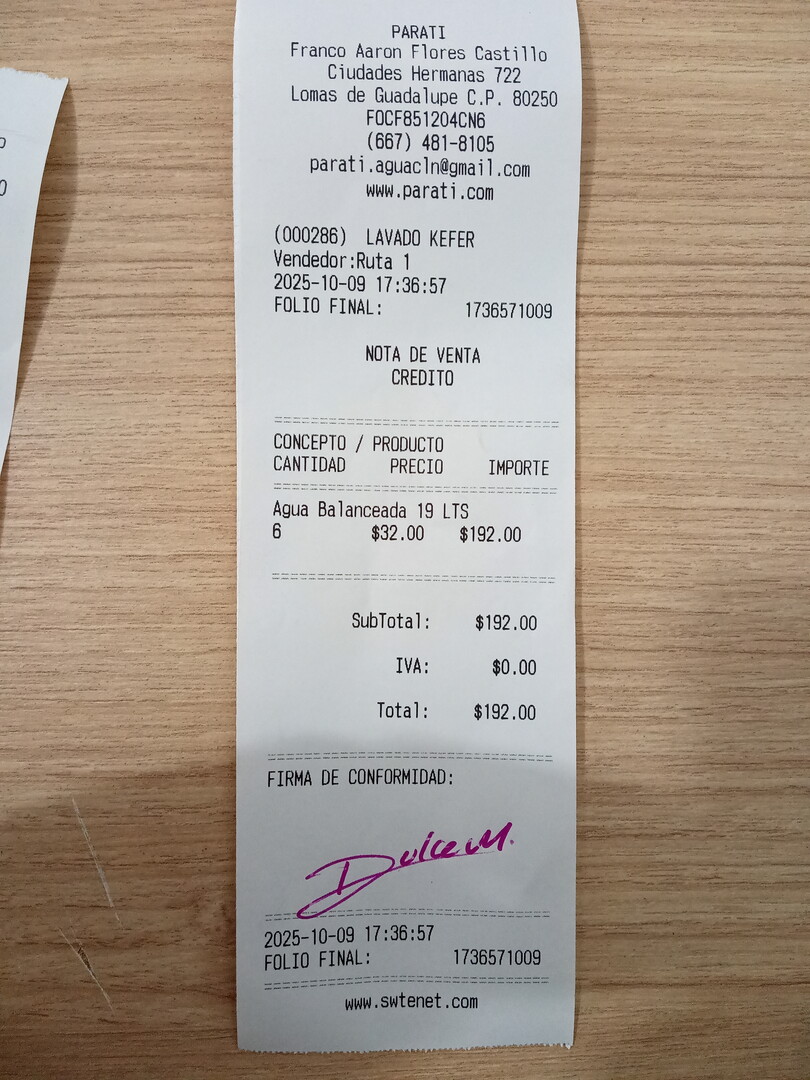 PARATI
Franco Aaron Flores Castillo
Ciudades Hermanas 722
Lomas de Guadalupe C.P. 80250
FOCF851204CN6
(667) 481-8105
parati.aguacln@gmail.com
www.parati.com
(000286) LAVADO KEFER
Vendedor:Ruta 1
2025-10-09 17:36:57
FOLIO FINAL: 1736571009
NOTA DE VENTA
CREDITO
CONCEPTO / PRODUCTO
CANTIDAD PRECIO IMPORTE
Agua Balanceada 19 LTS
6 $32.00 $192.00
SubTotal: $192.00
IVA: $0.00
Total: $192.00
FIRMA DE CONFORMIDAD:
Dulce M.
2025-10-09 17:36:57
FOLIO FINAL: 1736571009
www.swtenet.com